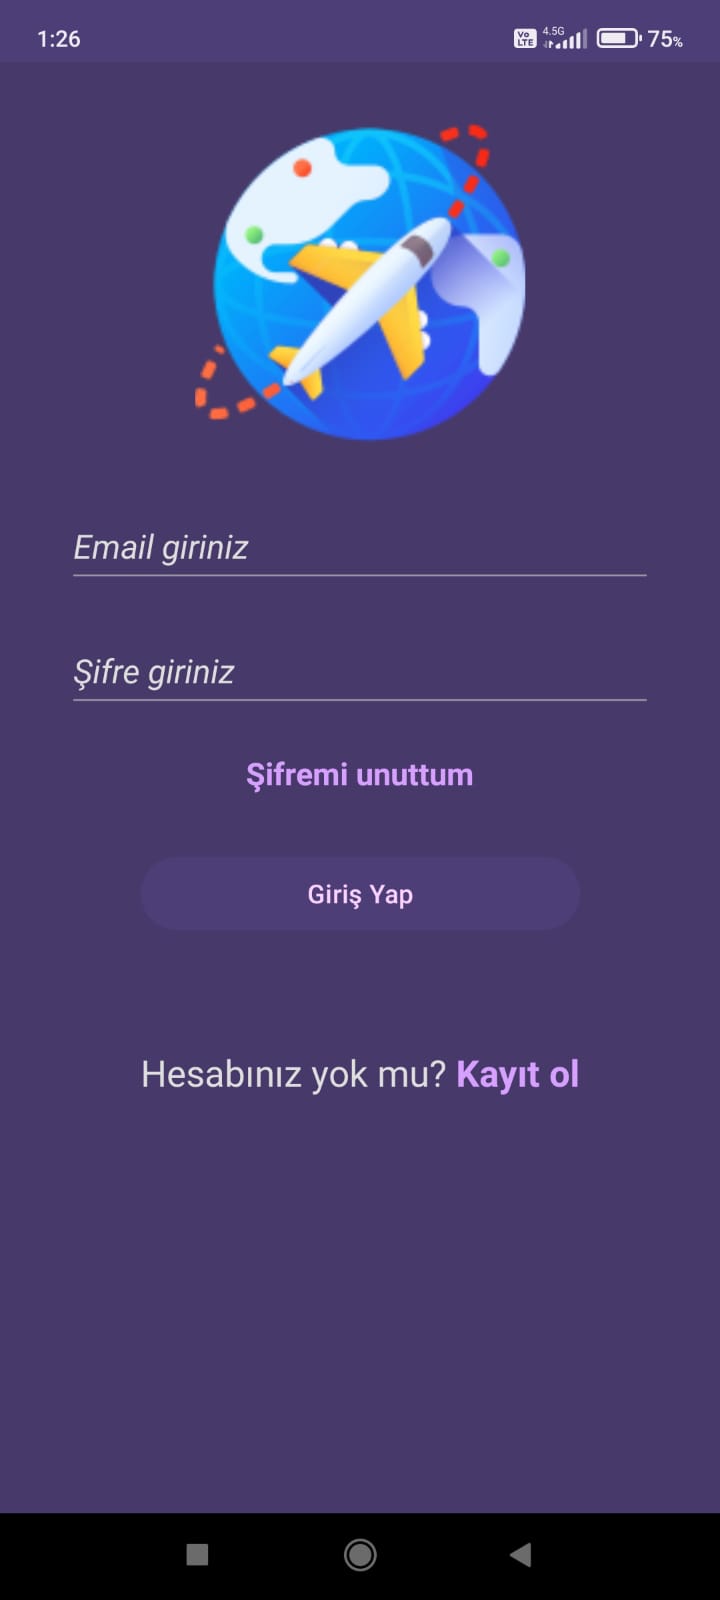 1:26 Vo LTE 4.5G 75%
Email giriniz
Şifre giriniz
Şifremi unuttum
Giriş Yap
Hesabınız yok mu? Kayıt ol